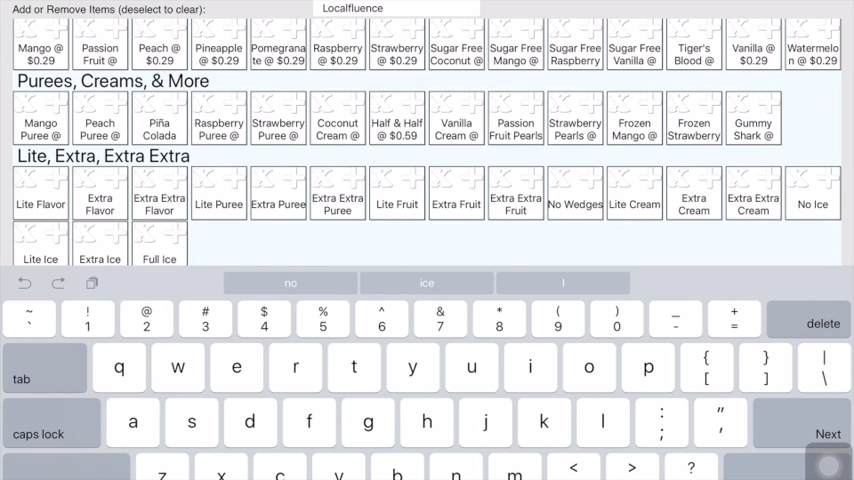 Add or Remove Items (deselect to clear): Localfluence
Mango @ $0.29 Passion Fruit @ Peach @ $0.29 Pineapple @ $0.29 Pomegrana te @ $0.29 Raspberry @ $0.29 Strawberry @ $0.29 Sugar Free Coconut @ Sugar Free Mango @ Sugar Free Raspberry Sugar Free Vanilla @ Tiger's Blood @ Vanilla @ $0.29 Watermelo n @ $0.29
Purees, Creams, & More
Mango Puree @ Peach Puree @ Piña Colada Raspberry Puree @ Strawberry Puree @ Coconut Cream @ Half & Half @ $0.59 Vanilla Cream @ Passion Fruit Pearls Strawberry Pearls @ Frozen Mango @ Frozen Strawberry Gummy Shark @
Lite, Extra, Extra Extra
Lite Flavor Extra Flavor Extra Extra Flavor Lite Puree Extra Puree Extra Extra Puree Lite Fruit Extra Fruit Extra Extra Fruit No Wedges Lite Cream Extra Cream Extra Extra Cream No Ice
Lite Ice Extra Ice Full Ice
no ice I
~ ! @ # $ % ^ & * ( ) _ +
` 1 2 3 4 5 6 7 8 9 0 - = delete
tab q w e r t y u i o p { [ } ] | \
caps lock a s d f g h j k l : ; " ' Next
z x c v b n m < > ?